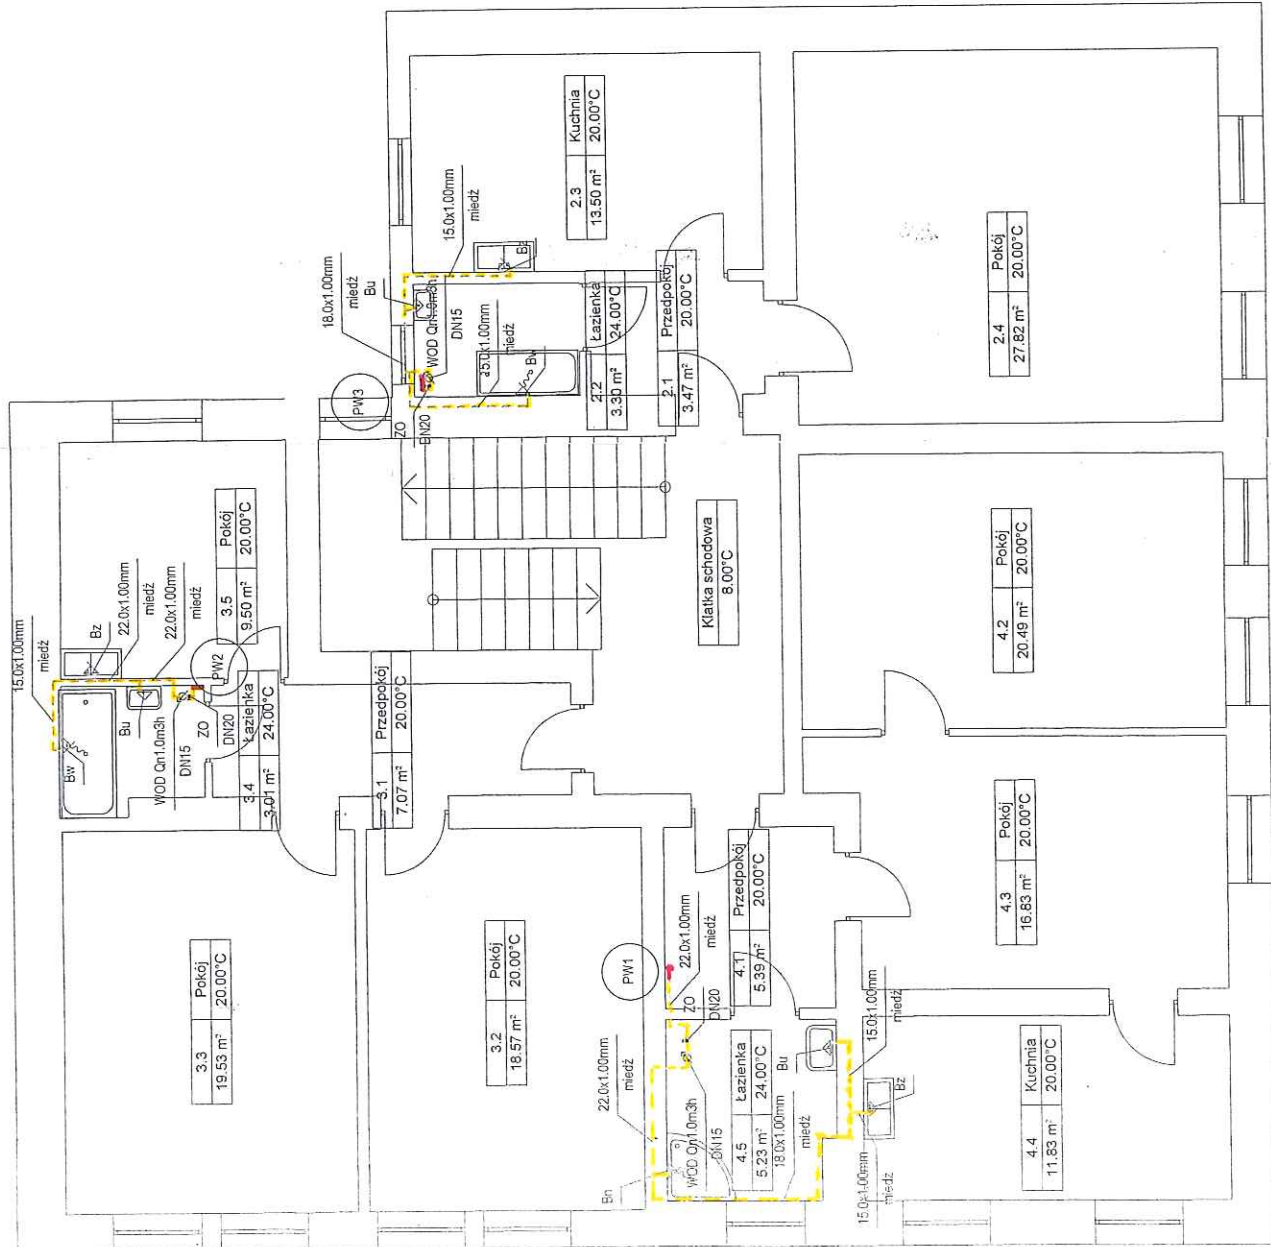 2.3 Kuchnia
13.50 m² 20.00°C
15.0x1.00mm
miedź
18.0x1.00mm
miedź
Bu
Bz
WOD Qn1.0m3h
DN15
15.0x1.00mm
miedź
Bw
PW3
ZO
DN20
2.2 Łazienka
3.30 m² 24.00°C
2.1 Przedpokój
3.47 m² 20.00°C
2.4 Pokój
27.82 m² 20.00°C
3.5 Pokój
9.50 m² 20.00°C
15.0x1.00mm
miedź
Bz
22.0x1.00mm
miedź
22.0x1.00mm
miedź
PW2
Bw
Bu
WOD Qn1.0m3h
DN15
ZO
DN20
3.4 Łazienka
3.01 m² 24.00°C
3.1 Przedpokój
7.07 m² 20.00°C
Klatka schodowa
8.00°C
4.2 Pokój
20.49 m² 20.00°C
3.3 Pokój
19.53 m² 20.00°C
3.2 Pokój
18.57 m² 20.00°C
PW1
22.0x1.00mm
miedź
ZO
DN20
4.1 Przedpokój
5.39 m² 20.00°C
4.3 Pokój
16.83 m² 20.00°C
22.0x1.00mm
miedź
Bn
WOD Qn1.0m3h
DN15
4.5 Łazienka
5.23 m² 24.00°C
Bu
18.0x1.00mm
miedź
15.0x1.00mm
miedź
Bz
15.0x1.00mm
miedź
4.4 Kuchnia
11.83 m² 20.00°C